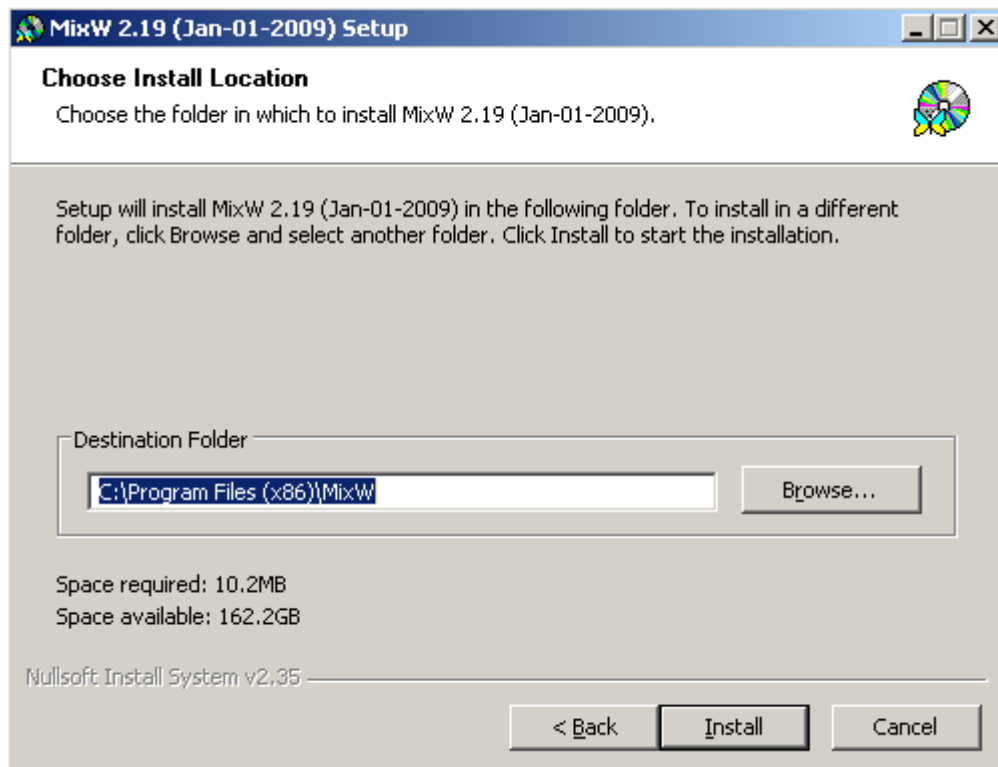 MixW 2.19 (Jan-01-2009) Setup
Choose Install Location
Choose the folder in which to install MixW 2.19 (Jan-01-2009).
Setup will install MixW 2.19 (Jan-01-2009) in the following folder. To install in a different
folder, click Browse and select another folder. Click Install to start the installation.
Destination Folder
C:\Program Files (x86)\MixW
Browse...
Space required: 10.2MB
Space available: 162.2GB
Nullsoft Install System v2.35
< Back
Install
Cancel